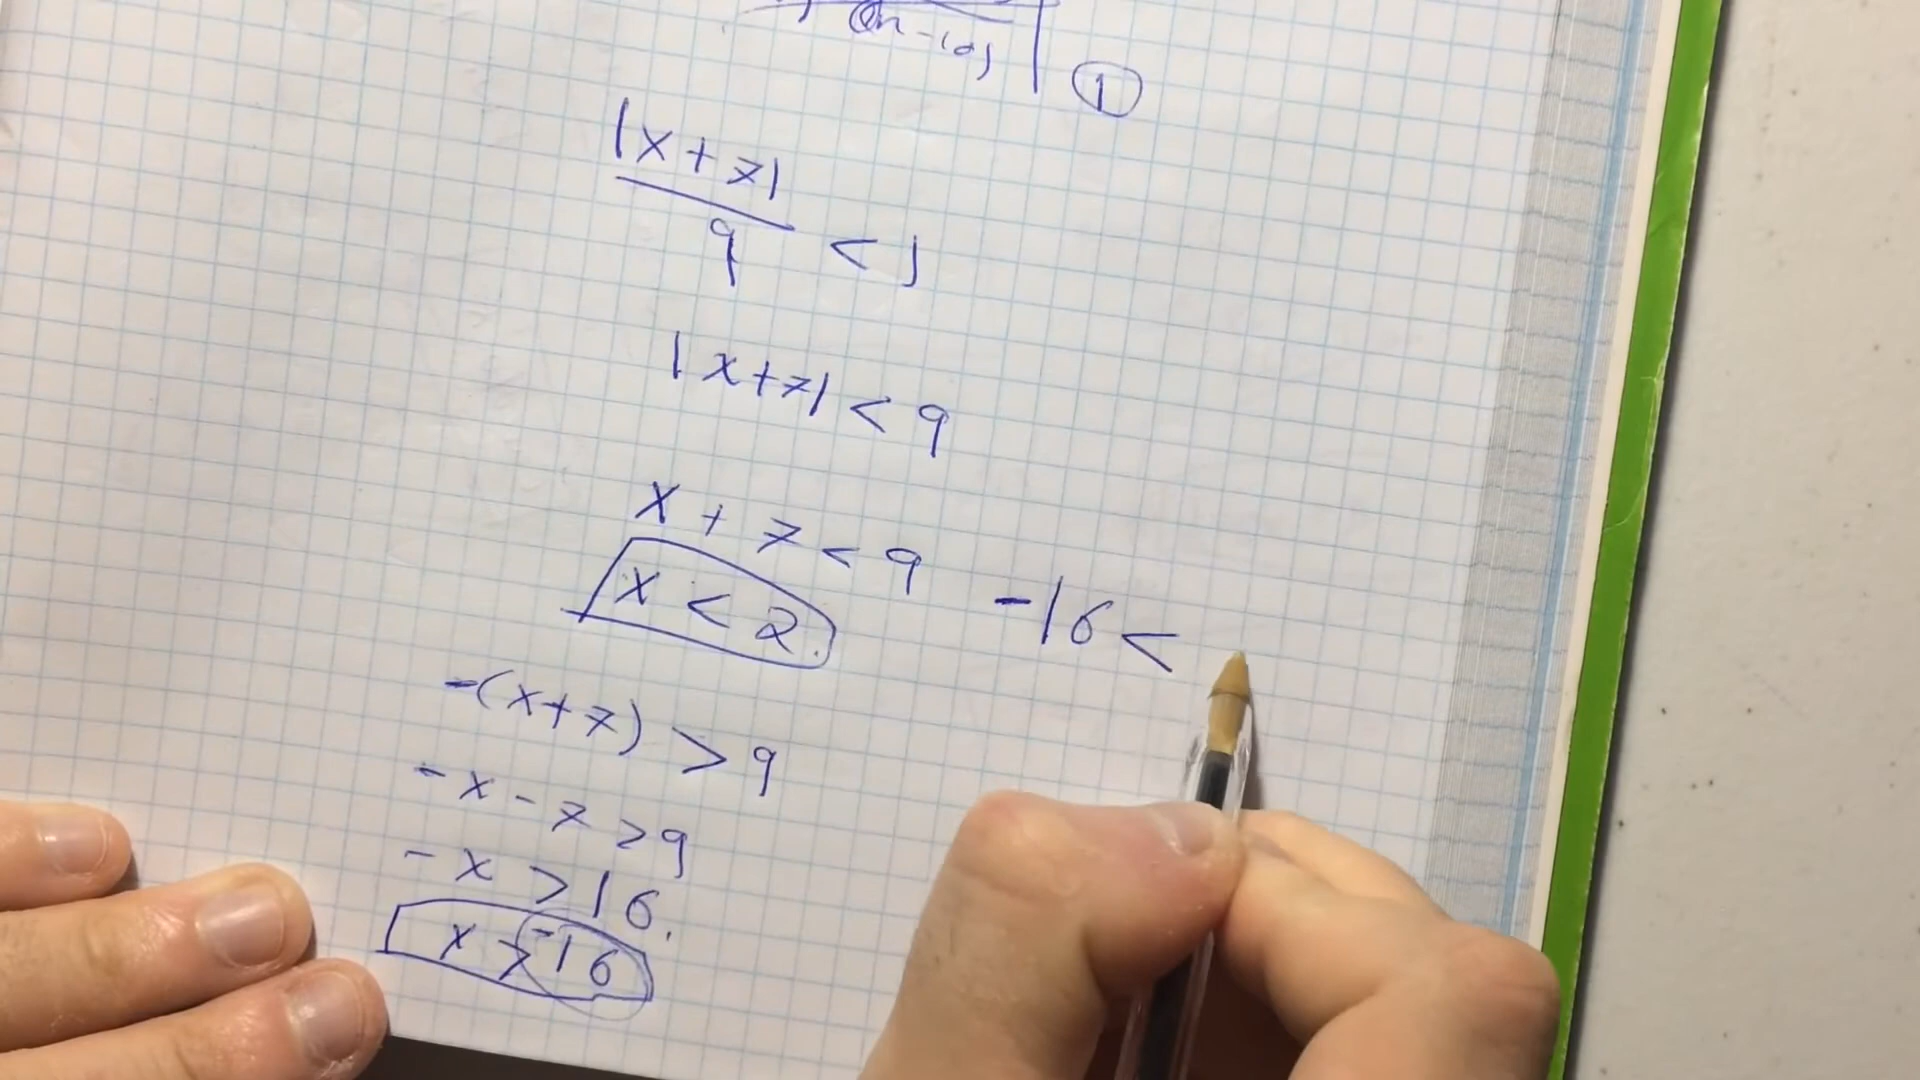 1
|x+7|
9 < 1
|x+7| < 9
x + 7 < 9
x < 2.
-16 <
-(x+7) > 9
-x-7 > 9
-x > 16.
x > -16